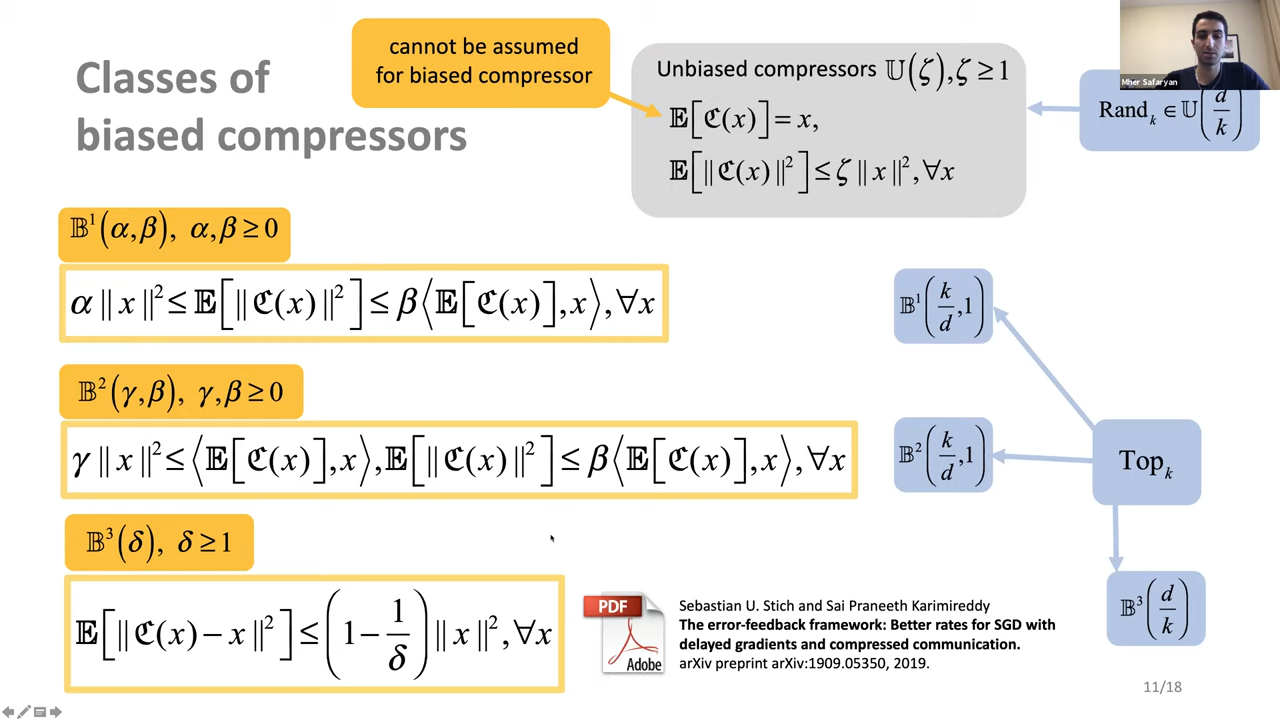 Classes of
biased compressors
cannot be assumed
for biased compressor
Unbiased compressors 𝕌(ζ), ζ ≥ 1
𝔼[ℭ(x)] = x,
𝔼[‖ℭ(x)‖²] ≤ ζ‖x‖², ∀x
Mher Safaryan
Rand_k ∈ 𝕌(d/k)
𝔹¹(α,β), α,β ≥ 0
α‖x‖² ≤ 𝔼[‖ℭ(x)‖²] ≤ β⟨𝔼[ℭ(x)],x⟩, ∀x
𝔹¹(k/d,1)
𝔹²(γ,β), γ,β ≥ 0
γ‖x‖² ≤ ⟨𝔼[ℭ(x)],x⟩, 𝔼[‖ℭ(x)‖²] ≤ β⟨𝔼[ℭ(x)],x⟩, ∀x
𝔹²(k/d,1)
Top_k
𝔹³(δ), δ ≥ 1
𝔼[‖ℭ(x) − x‖²] ≤ (1 − 1/δ)‖x‖², ∀x
𝔹³(d/k)
PDF
Adobe
Sebastian U. Stich and Sai Praneeth Karimireddy
The error-feedback framework: Better rates for SGD with
delayed gradients and compressed communication.
arXiv preprint arXiv:1909.05350, 2019.
11/18